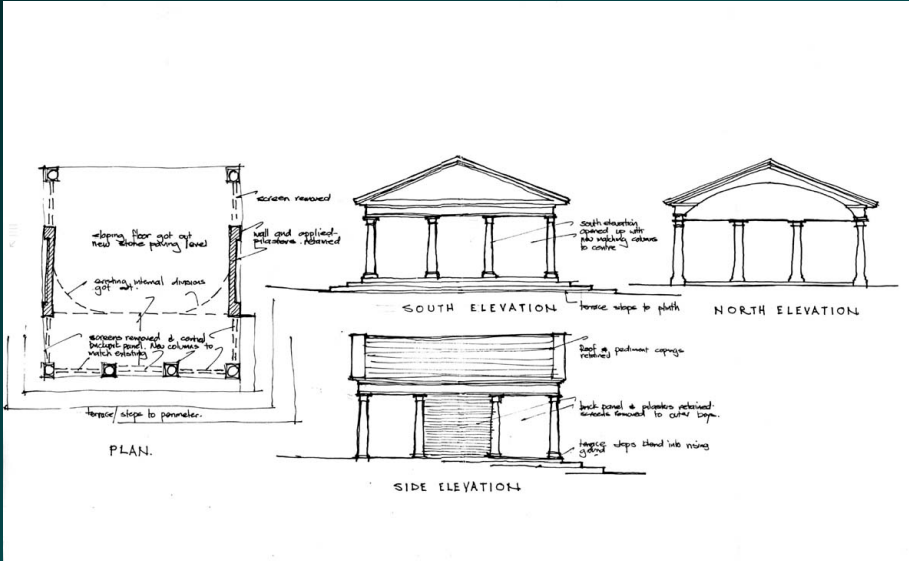 screen removed
sloping floor got out
new stone paving level
wall and applied
pilasters retained
existing internal divisions
got out.
screens removed & central
backup panel. New columns to
match existing
terrace/steps to perimeter.
PLAN.
south elevation
opened up with
new matching columns
to centre
SOUTH ELEVATION
terrace steps to plinth
NORTH ELEVATION
Roof & pediment copings
retained
brick panel & pilasters retained
screens removed to outer bays.
terrace steps blend into rising
ground
SIDE ELEVATION